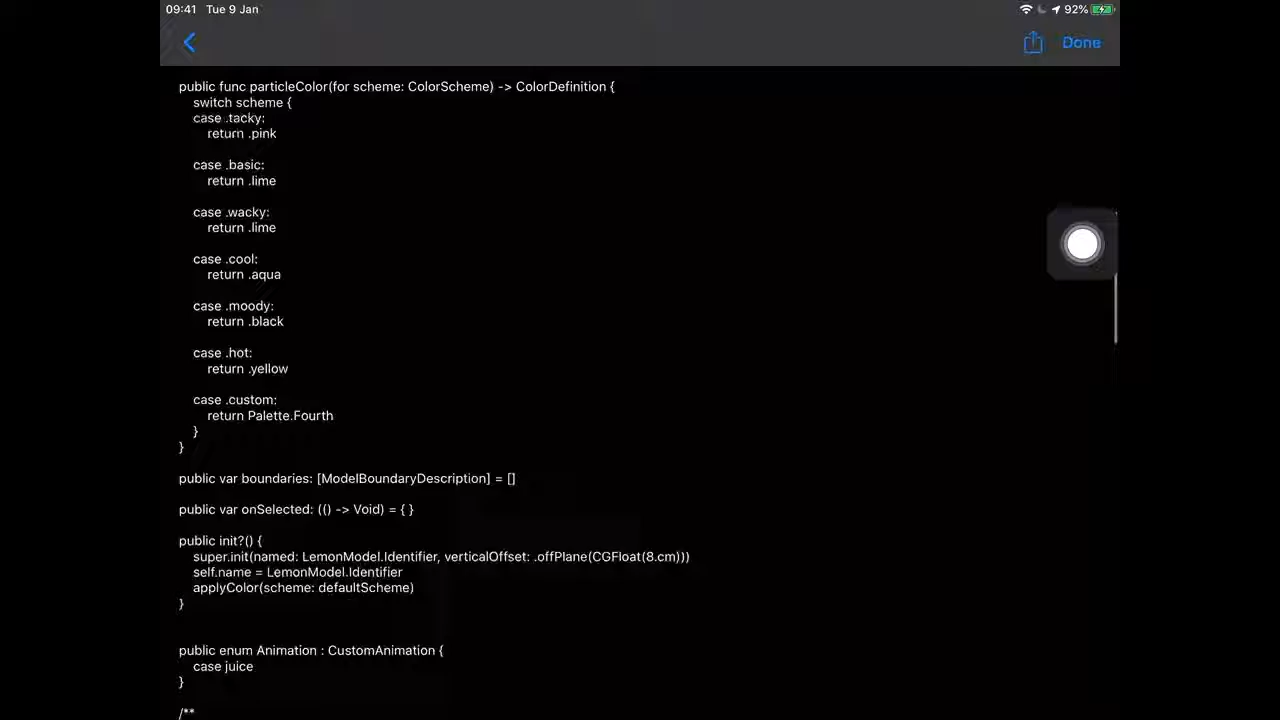 09:41 Tue 9 Jan 92%
Done
public func particleColor(for scheme: ColorScheme) -> ColorDefinition {
switch scheme {
case .tacky:
return .pink
case .basic:
return .lime
case .wacky:
return .lime
case .cool:
return .aqua
case .moody:
return .black
case .hot:
return .yellow
case .custom:
return Palette.Fourth
}
}
public var boundaries: [ModelBoundaryDescription] = []
public var onSelected: (() -> Void) = { }
public init?() {
super.init(named: LemonModel.Identifier, verticalOffset: .offPlane(CGFloat(8.cm)))
self.name = LemonModel.Identifier
applyColor(scheme: defaultScheme)
}
public enum Animation : CustomAnimation {
case juice
}
/**